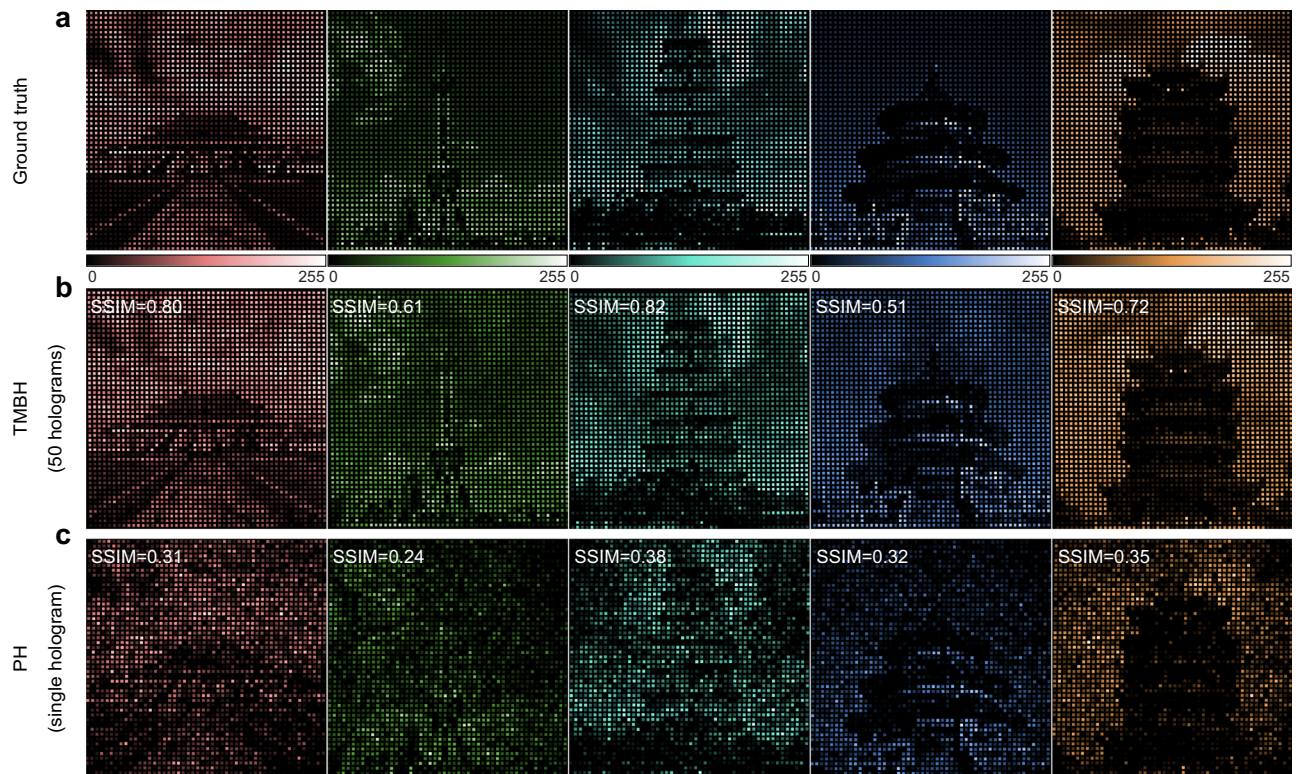 a
Ground truth
0 255 0 255 0 255 0 255 0 255
b
TMBH
(50 holograms)
SSIM=0.80
SSIM=0.61
SSIM=0.82
SSIM=0.51
SSIM=0.72
c
PH
(single hologram)
SSIM=0.31
SSIM=0.24
SSIM=0.38
SSIM=0.32
SSIM=0.35